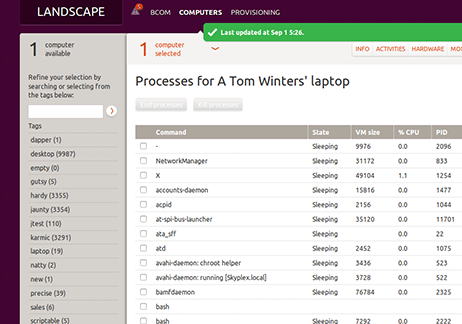 LANDSCAPE
5
BCOM COMPUTERS PROVISIONING
Last updated at Sep 1 5:26.
1 computer available
1 computer selected
INFO ACTIVITIES HARDWARE
Refine your selection by
searching or selecting from
the tags below:
Tags
dapper (1)
desktop (9987)
empty (0)
gutsy (5)
hardy (3355)
jaunty (3354)
jtest (110)
karmic (3291)
laptop (19)
natty (2)
new (1)
precise (39)
sales (6)
scriptable (5)
Processes for A Tom Winters' laptop
End processes Kill processes
Command State VM size % CPU PID
- Sleeping 9976 0.0 2096
NetworkManager Sleeping 31172 0.0 833
X Sleeping 49104 1.1 1254
accounts-daemon Sleeping 15816 0.0 1477
acpid Sleeping 2156 0.0 1044
at-spi-bus-launcher Sleeping 35120 0.0 11701
ata_sff Sleeping 0.0 22
atd Sleeping 2452 0.0 1075
avahi-daemon: chroot helper Sleeping 3436 0.0 523
avahi-daemon: running [Skyplex.local] Sleeping 3728 0.0 522
bamfdaemon Sleeping 76784 0.0 2325
bash
bash Sleeping 7292 0.0 2222